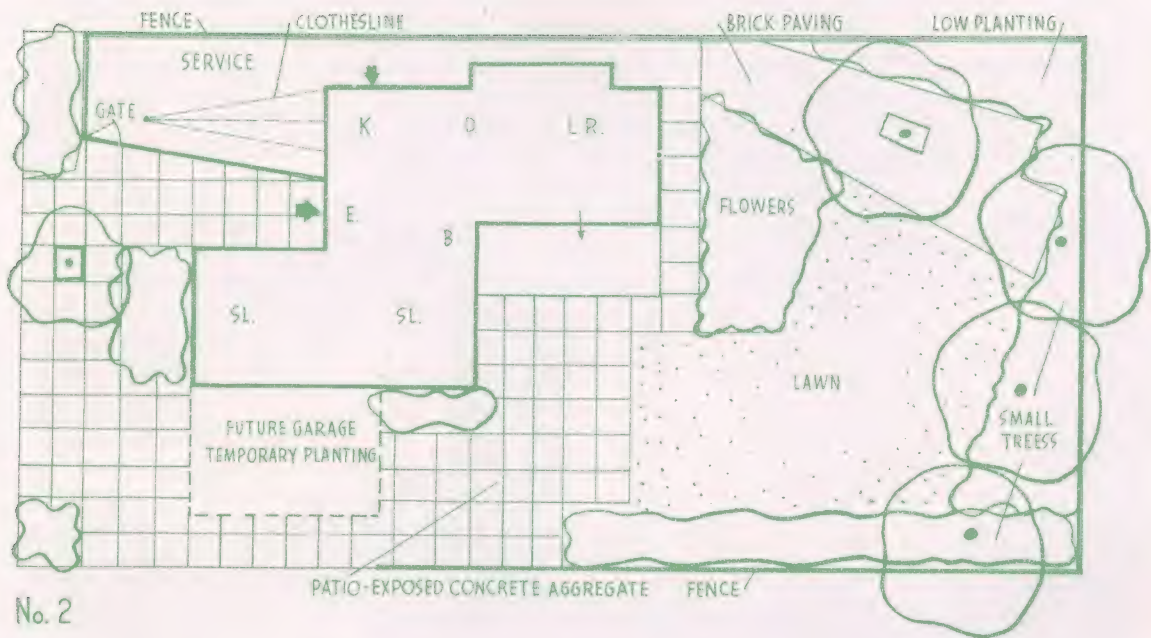 FENCE
CLOTHESLINE
BRICK PAVING
LOW PLANTING
SERVICE
GATE
K.
D
L R.
E.
B
FLOWERS
SL.
SL.
LAWN
SMALL
TREESS
FUTURE GARAGE
TEMPORARY PLANTING
PATIO-EXPOSED CONCRETE AGGREGATE
FENCE
No. 2